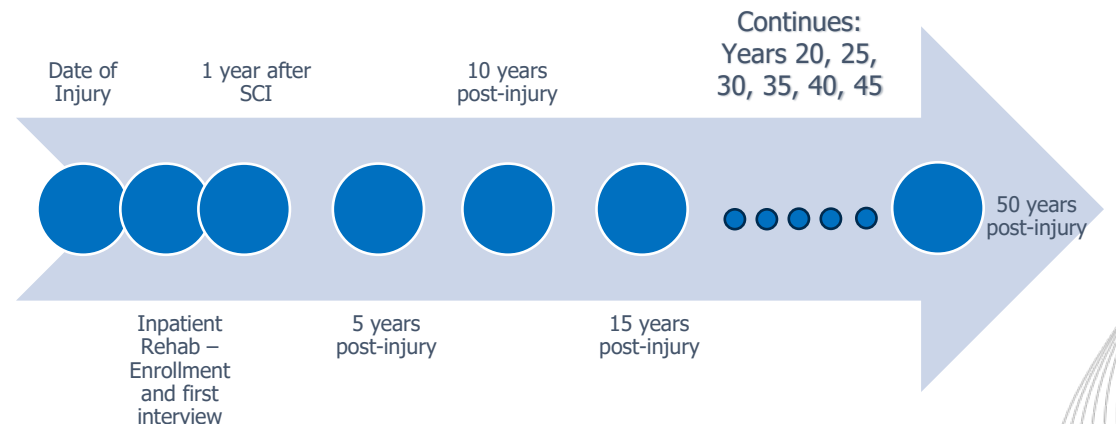 Date of
Injury
Inpatient
Rehab –
Enrollment
and first
interview
1 year after
SCI
5 years
post-injury
10 years
post-injury
15 years
post-injury
Continues:
Years 20, 25,
30, 35, 40, 45
50 years
post-injury